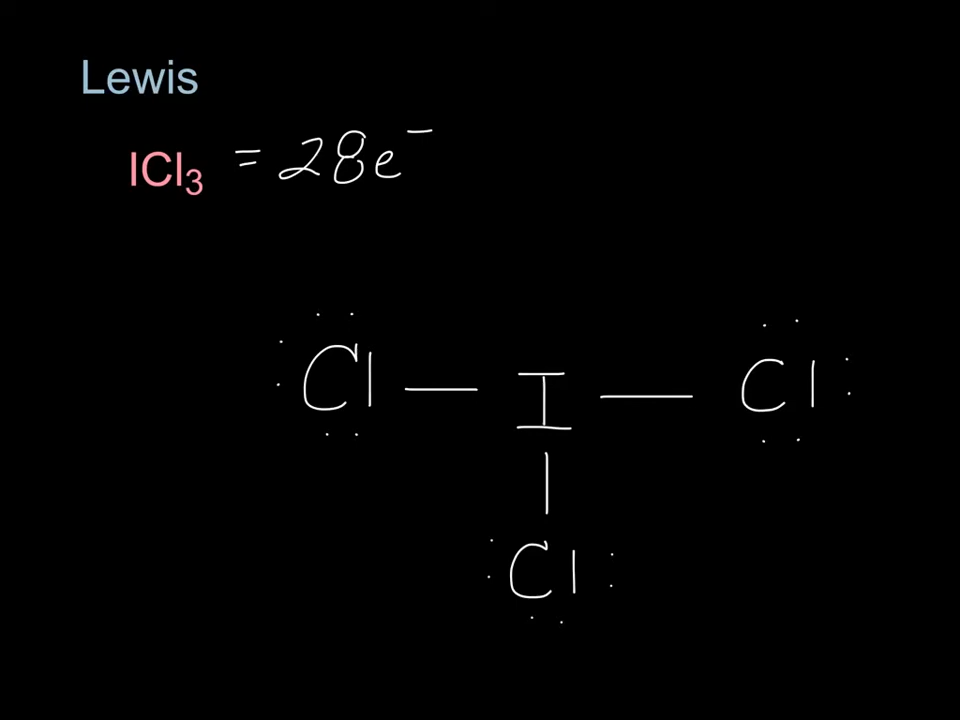 Lewis
ICl₃ = 28e⁻
Cl — I — Cl
|
Cl